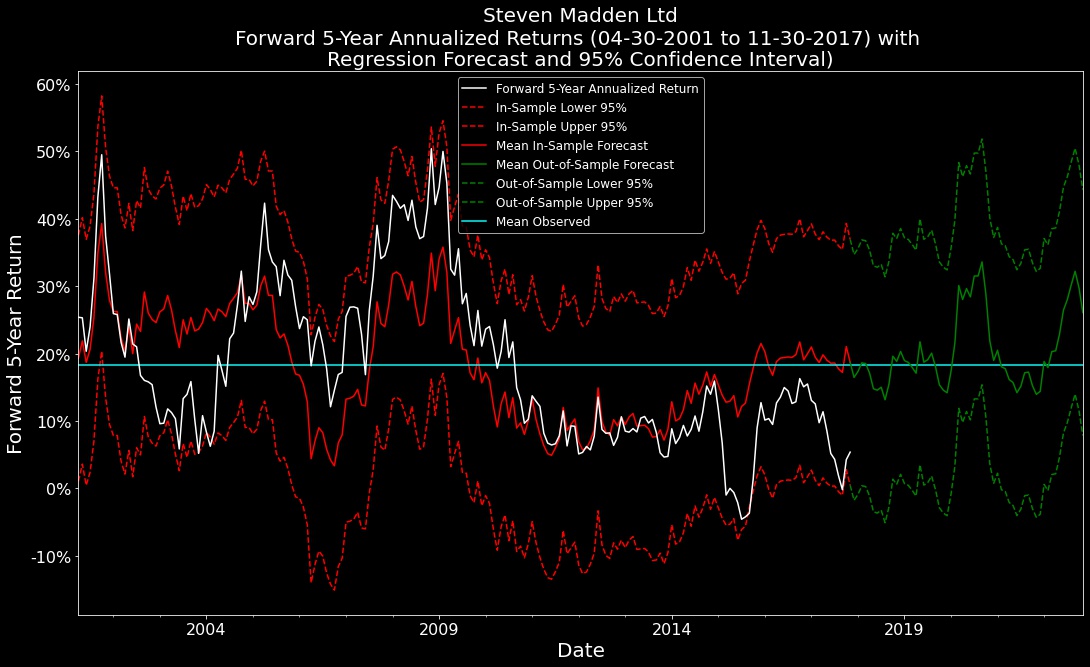 Steven Madden Ltd
Forward 5-Year Annualized Returns (04-30-2001 to 11-30-2017) with
Regression Forecast and 95% Confidence Interval)
Forward 5-Year Annualized Return
In-Sample Lower 95%
In-Sample Upper 95%
Mean In-Sample Forecast
Mean Out-of-Sample Forecast
Out-of-Sample Lower 95%
Out-of-Sample Upper 95%
Mean Observed
Forward 5-Year Return
60%
50%
40%
30%
20%
10%
0%
-10%
2004
2009
2014
2019
Date